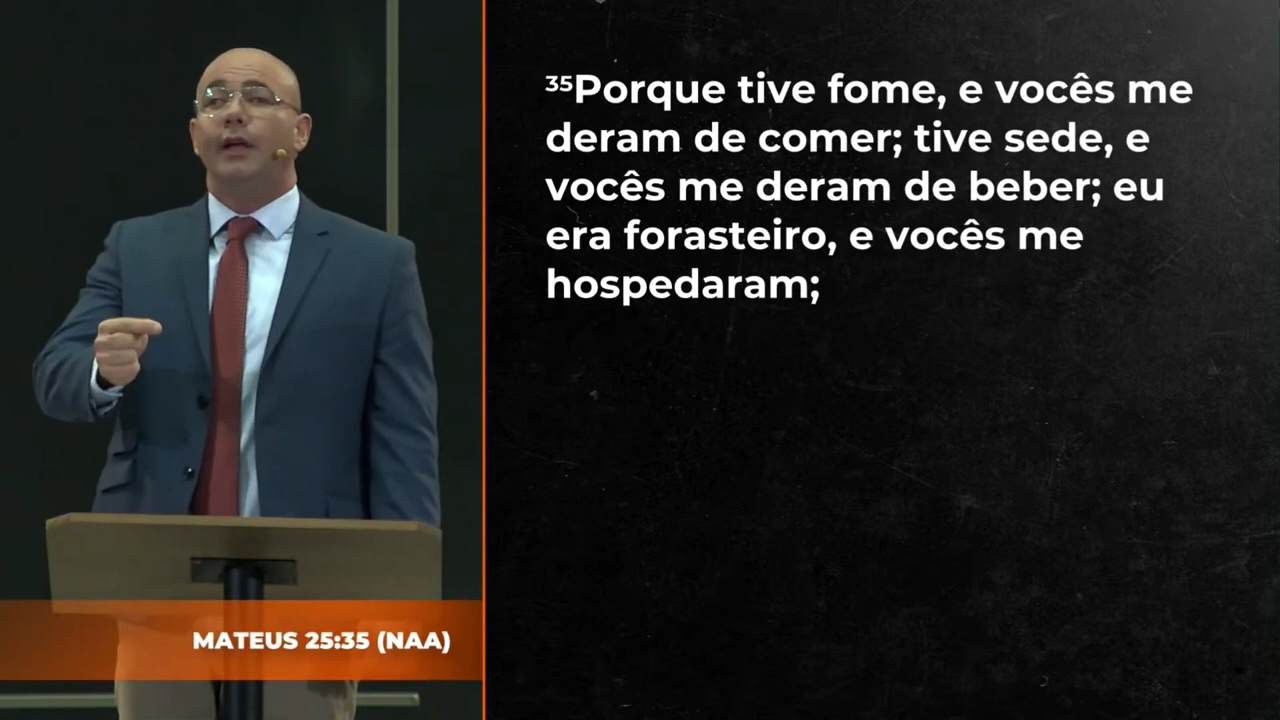 ³⁵Porque tive fome, e vocês me
deram de comer; tive sede, e
vocês me deram de beber; eu
era forasteiro, e vocês me
hospedaram;
MATEUS 25:35 (NAA)